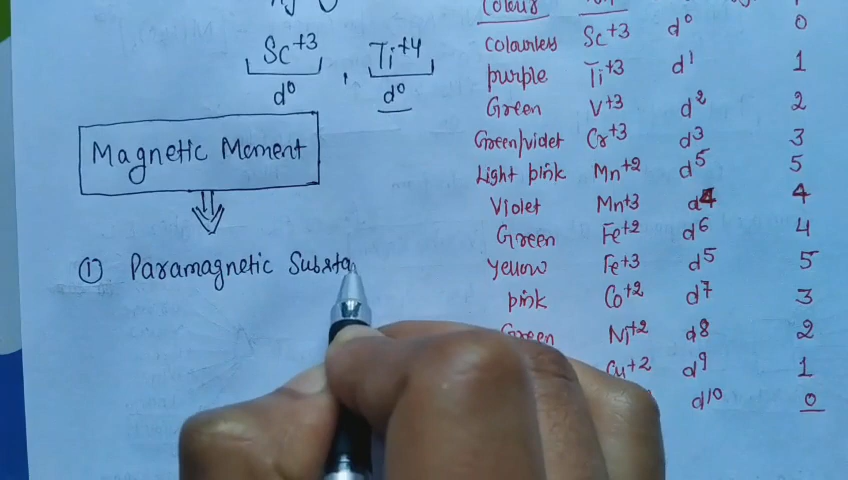 Sc+3 , Ti+4
d0 d0
Magnetic Moment
① Paramagnetic Substa
Colour
Colourless Sc+3 d0 0
purple Ti+3 d1 1
Green V+3 d2 2
Green/violet Cr+3 d3 3
Light pink Mn+2 d5 5
Violet Mn+3 d4 4
Green Fe+2 d6 4
Yellow Fe+3 d5 5
pink Co+2 d7 3
Green Ni+2 d8 2
Cu+2 d9 1
d10 0